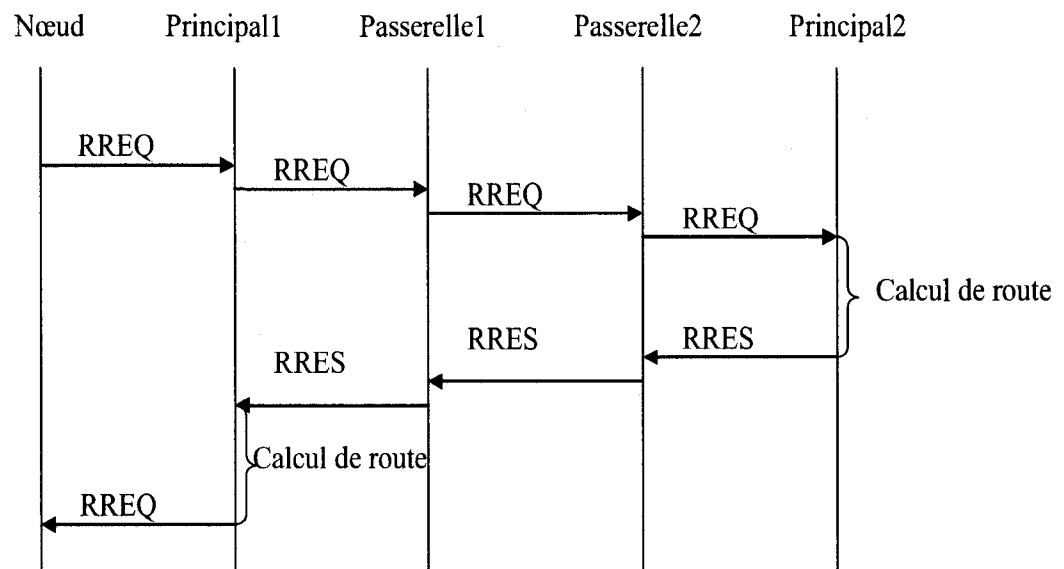 Nœud Principal1 Passerelle1 Passerelle2 Principal2
RREQ
RREQ
RREQ
RREQ
Calcul de route
RRES
RRES
RRES
Calcul de route
RREQ